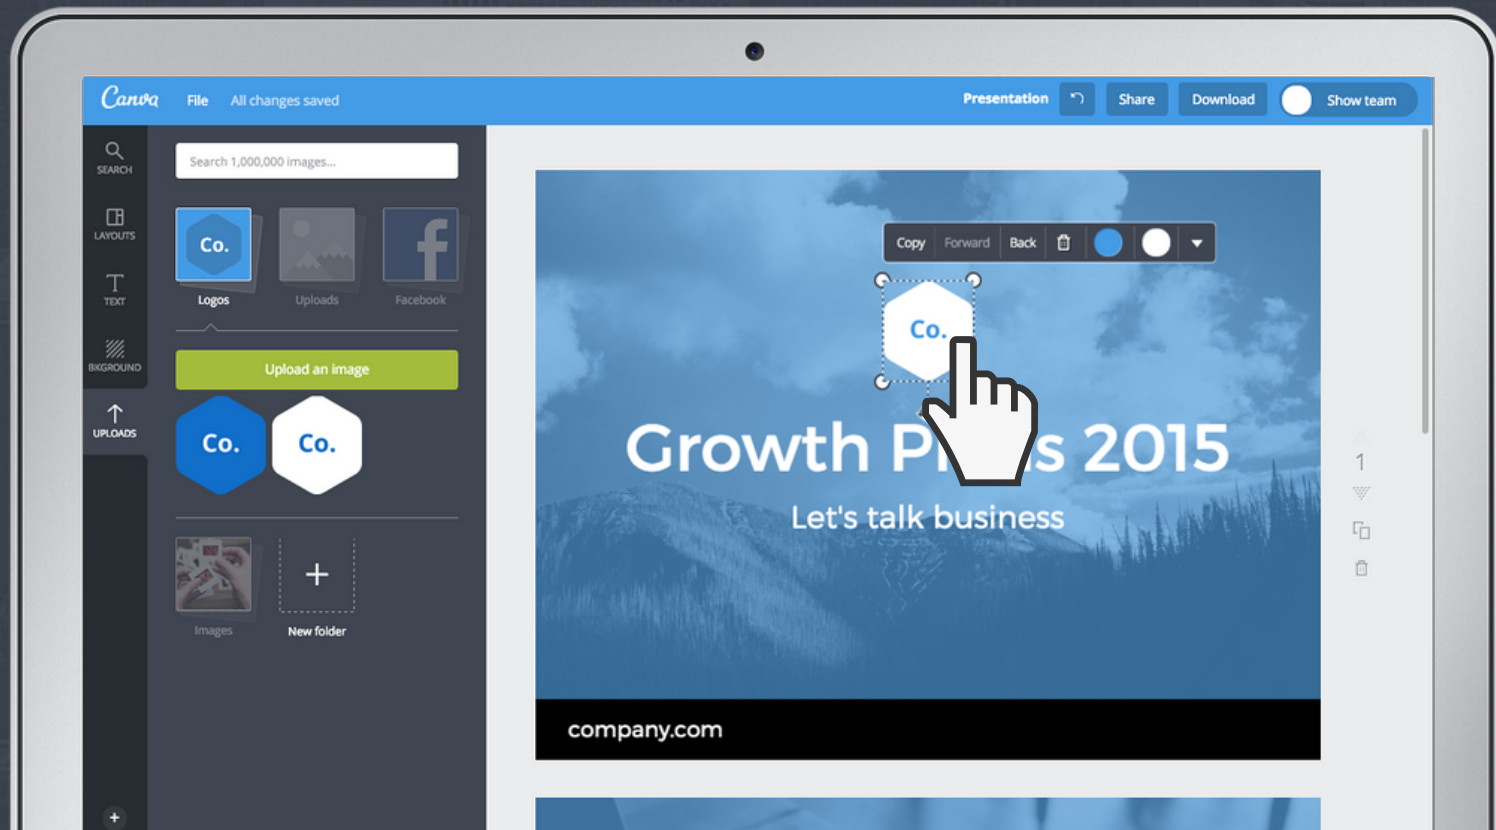 Canva File All changes saved Presentation Share Download Show team
SEARCH
LAYOUTS
TEXT
BKGROUND
UPLOADS
Search 1,000,000 images...
Co.
Logos Uploads Facebook
Upload an image
Co. Co.
Images New folder
Copy Forward Back
Co.
Growth 2015
Let's talk business
company.com
1